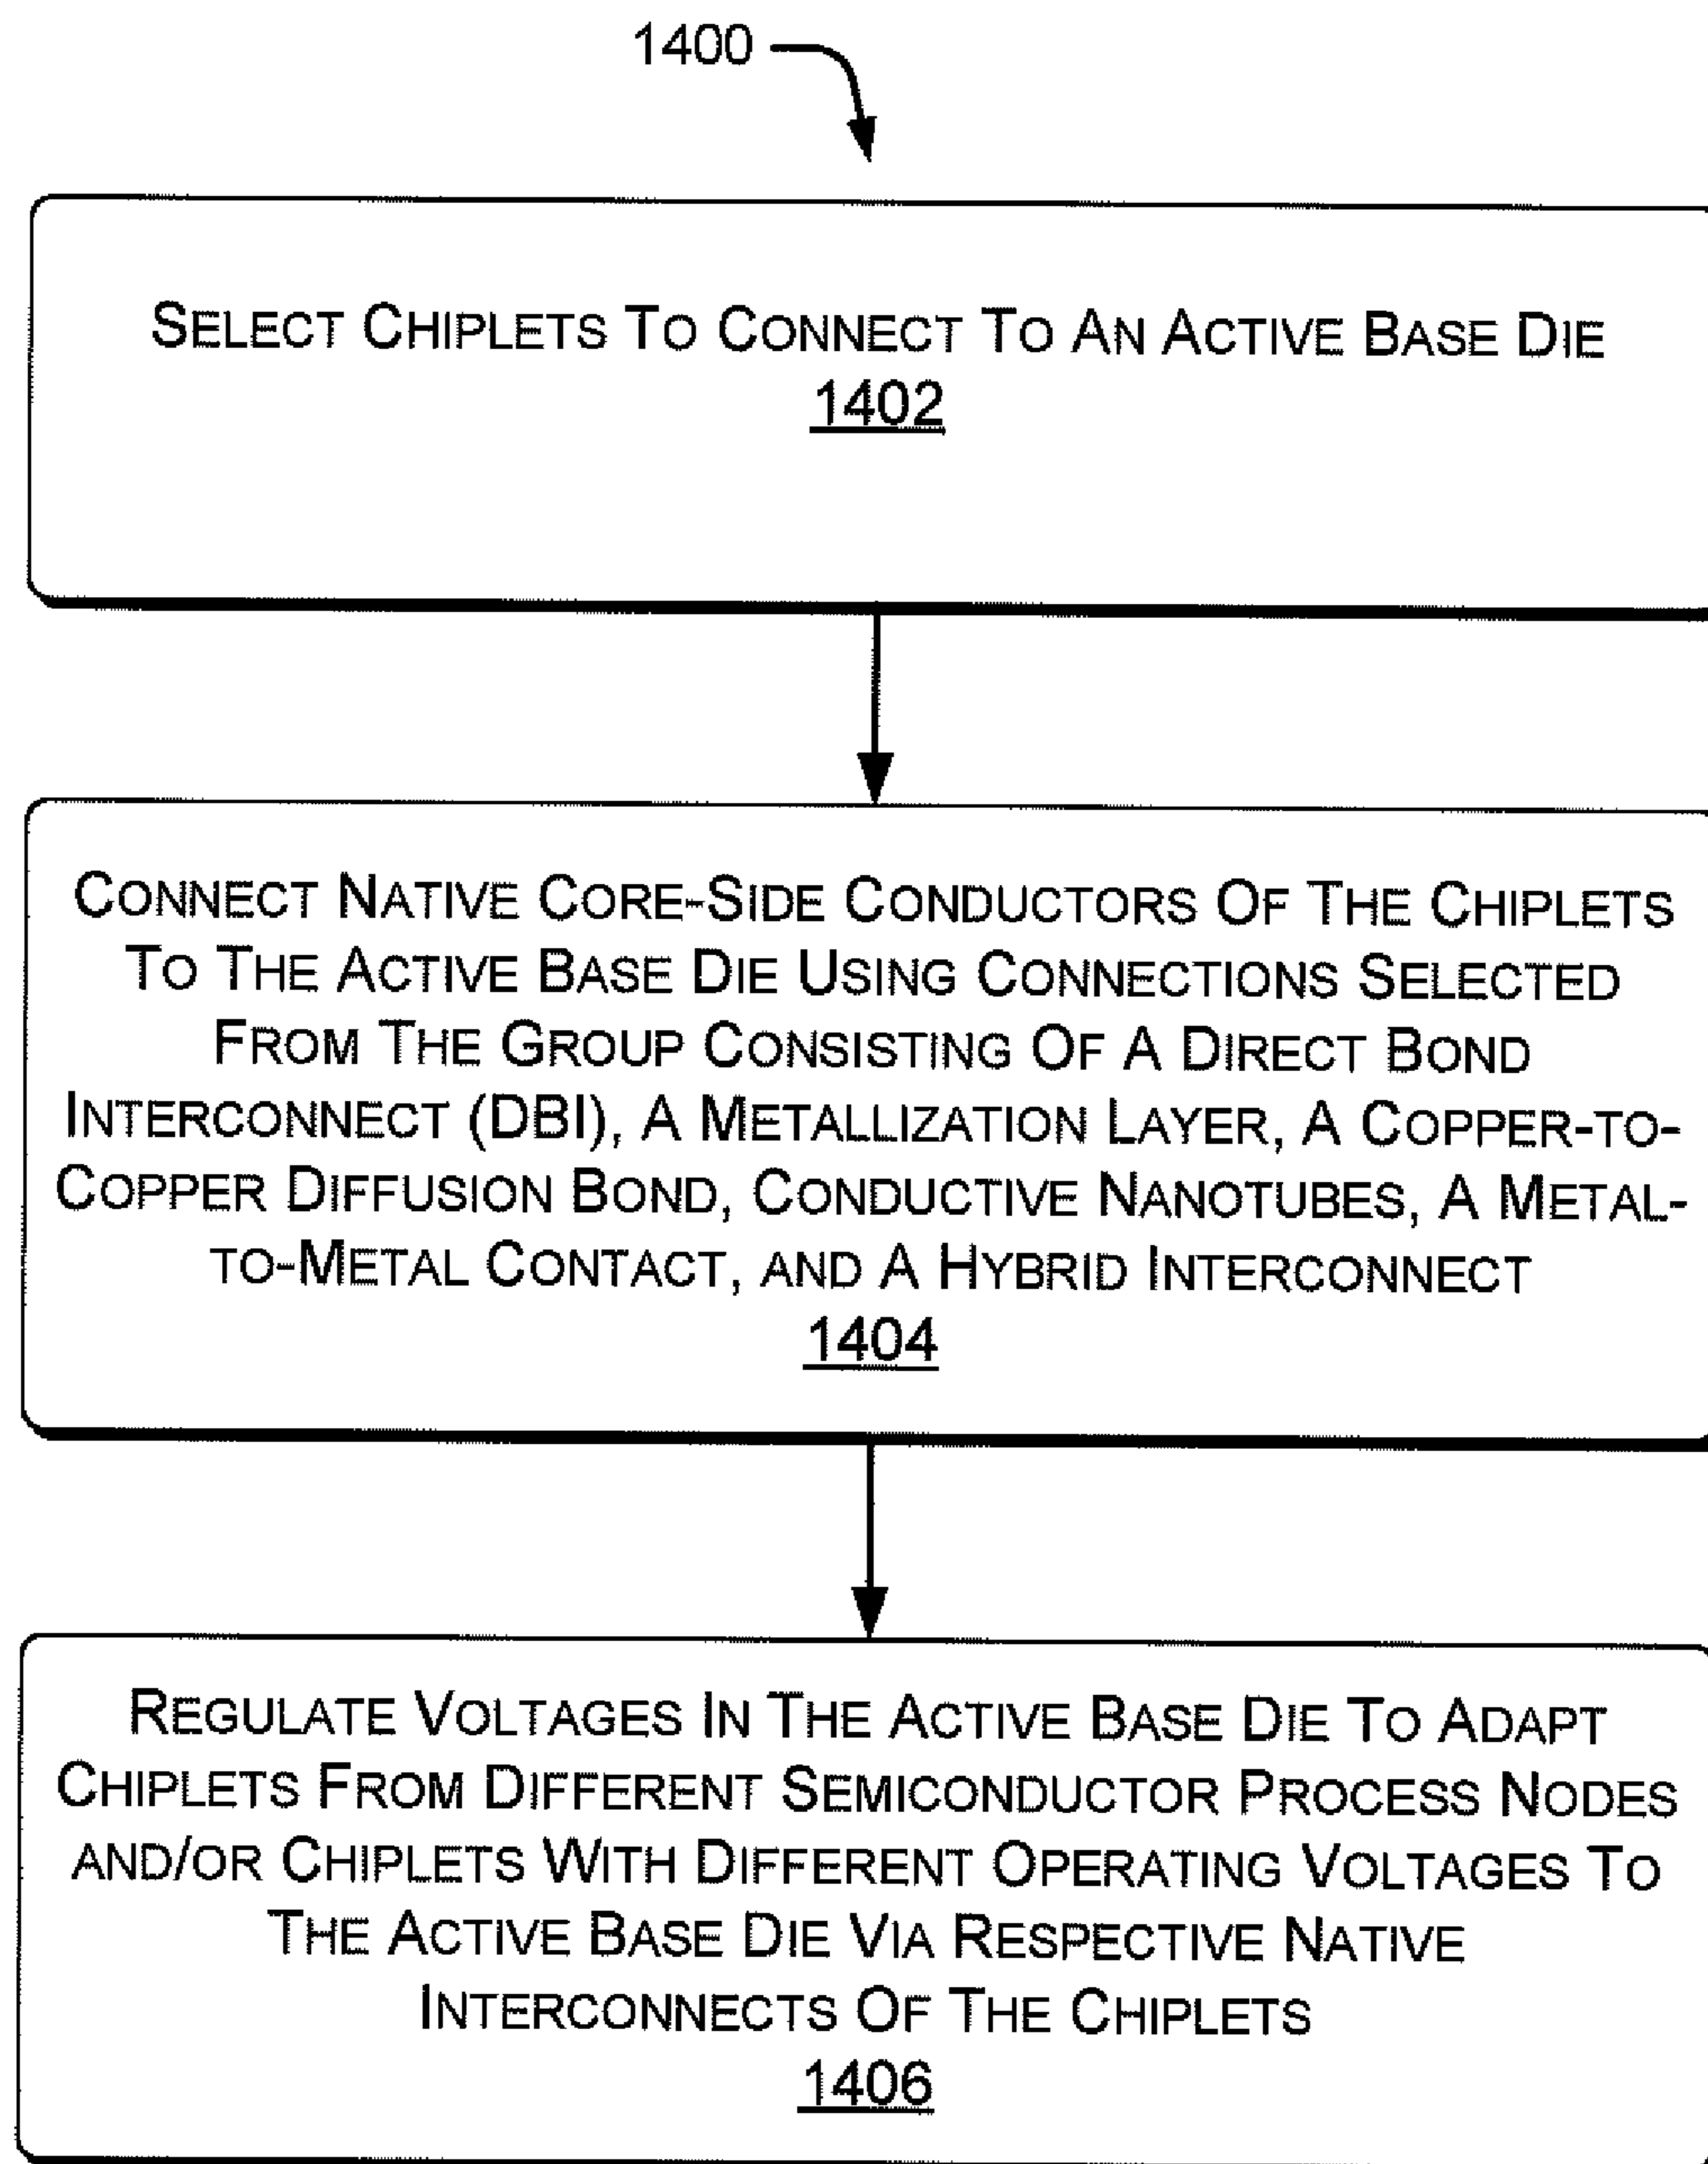 1400
SELECT CHIPLETS TO CONNECT TO AN ACTIVE BASE DIE
1402
CONNECT NATIVE CORE-SIDE CONDUCTORS OF THE CHIPLETS
TO THE ACTIVE BASE DIE USING CONNECTIONS SELECTED
FROM THE GROUP CONSISTING OF A DIRECT BOND
INTERCONNECT (DBI), A METALLIZATION LAYER, A COPPER-TO-
COPPER DIFFUSION BOND, CONDUCTIVE NANOTUBES, A METAL-
TO-METAL CONTACT, AND A HYBRID INTERCONNECT
1404
REGULATE VOLTAGES IN THE ACTIVE BASE DIE TO ADAPT
CHIPLETS FROM DIFFERENT SEMICONDUCTOR PROCESS NODES
AND/OR CHIPLETS WITH DIFFERENT OPERATING VOLTAGES TO
THE ACTIVE BASE DIE VIA RESPECTIVE NATIVE
INTERCONNECTS OF THE CHIPLETS
1406